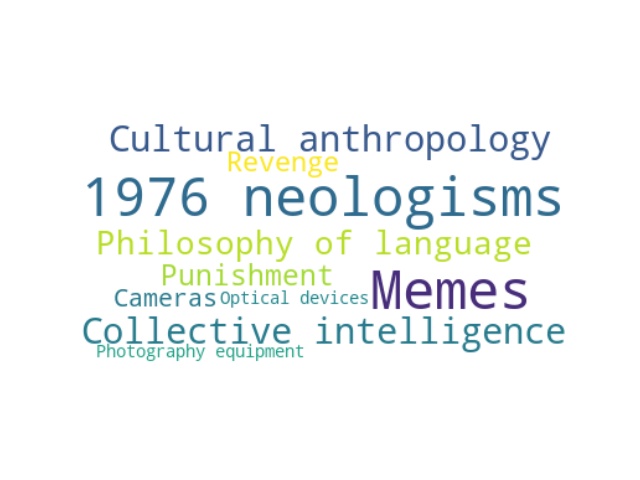 Cultural anthropology
Revenge
1976 neologisms
Philosophy of language
Punishment
Memes
Cameras
Optical devices
Collective intelligence
Photography equipment